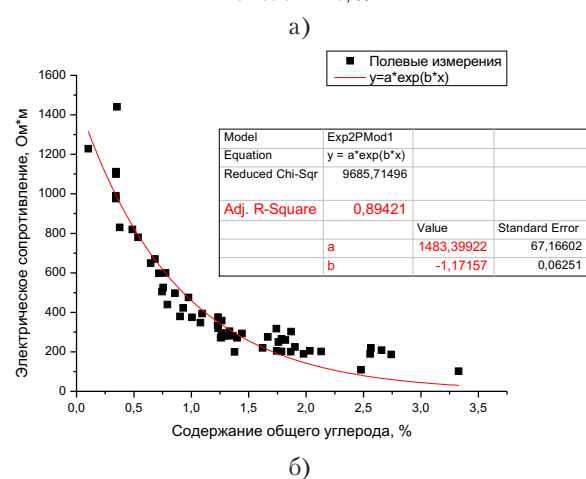 а)
Полевые измерения
y=a*exp(b*x)
Электрическое сопротивление, Ом*м
1600
1400
1200
1000
800
600
400
200
0
Model Exp2PMod1
Equation y = a*exp(b*x)
Reduced Chi-Sqr 9685,71496
Adj. R-Square 0,89421
Value Standard Error
a 1483,39922 67,16602
b -1,17157 0,06251
0,0 0,5 1,0 1,5 2,0 2,5 3,0 3,5
Содержание общего углерода, %
б)